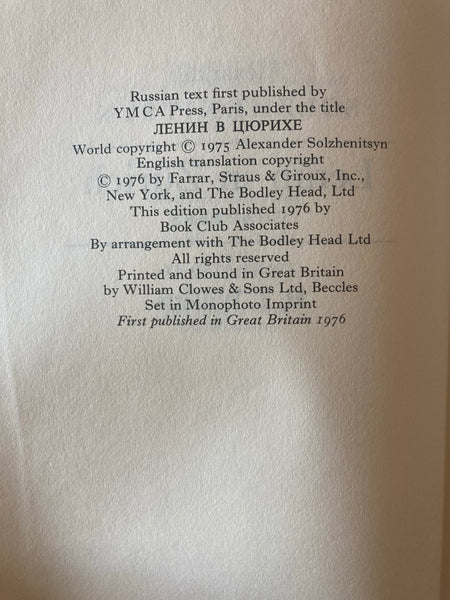 Russian text first published by
YMCA Press, Paris, under the title
ЛЕНИН В ЦЮРИХЕ
World copyright © 1975 Alexander Solzhenitsyn
English translation copyright
© 1976 by Farrar, Straus & Giroux, Inc.,
New York, and The Bodley Head, Ltd
This edition published 1976 by
Book Club Associates
By arrangement with The Bodley Head Ltd
All rights reserved
Printed and bound in Great Britain
by William Clowes & Sons Ltd, Beccles
Set in Monophoto Imprint
First published in Great Britain 1976